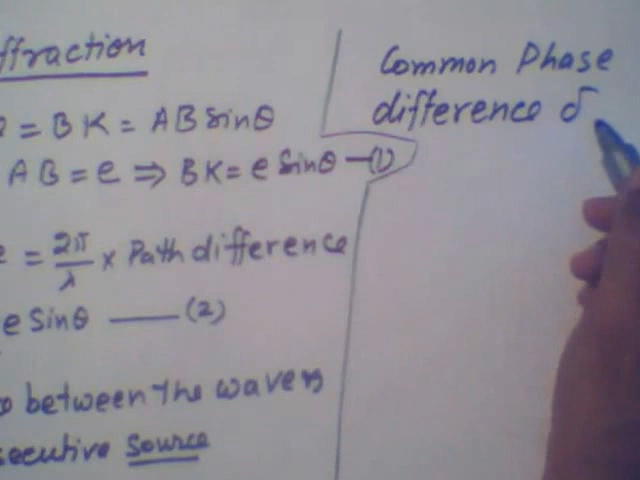 ffraction
= BK = AB Sinθ
AB = e ⇒ BK = e Sinθ —(1)
= 2π/λ × Path difference
e Sinθ —— (2)
between the waves
secutive source
Common Phase
difference δ